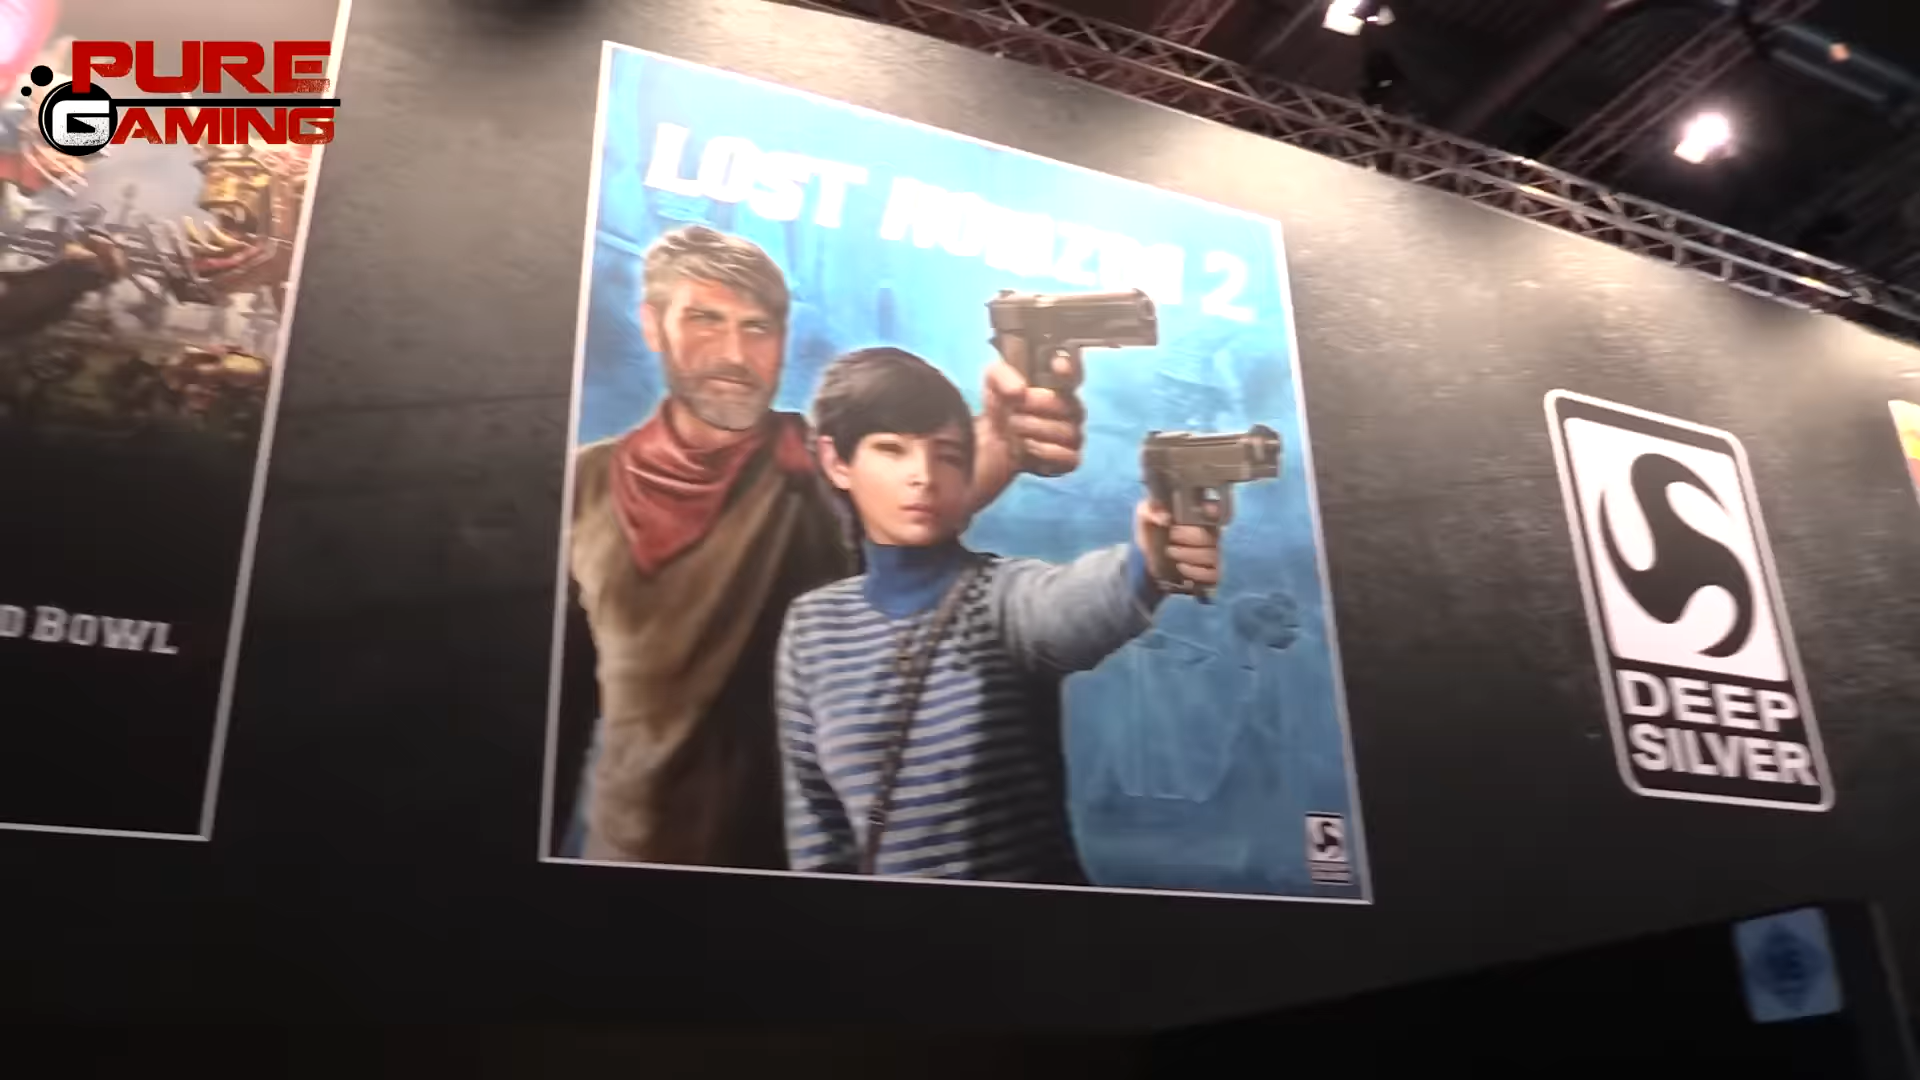 PURE
GAMING
LOST HORIZON 2
D BOWL
DEEP
SILVER